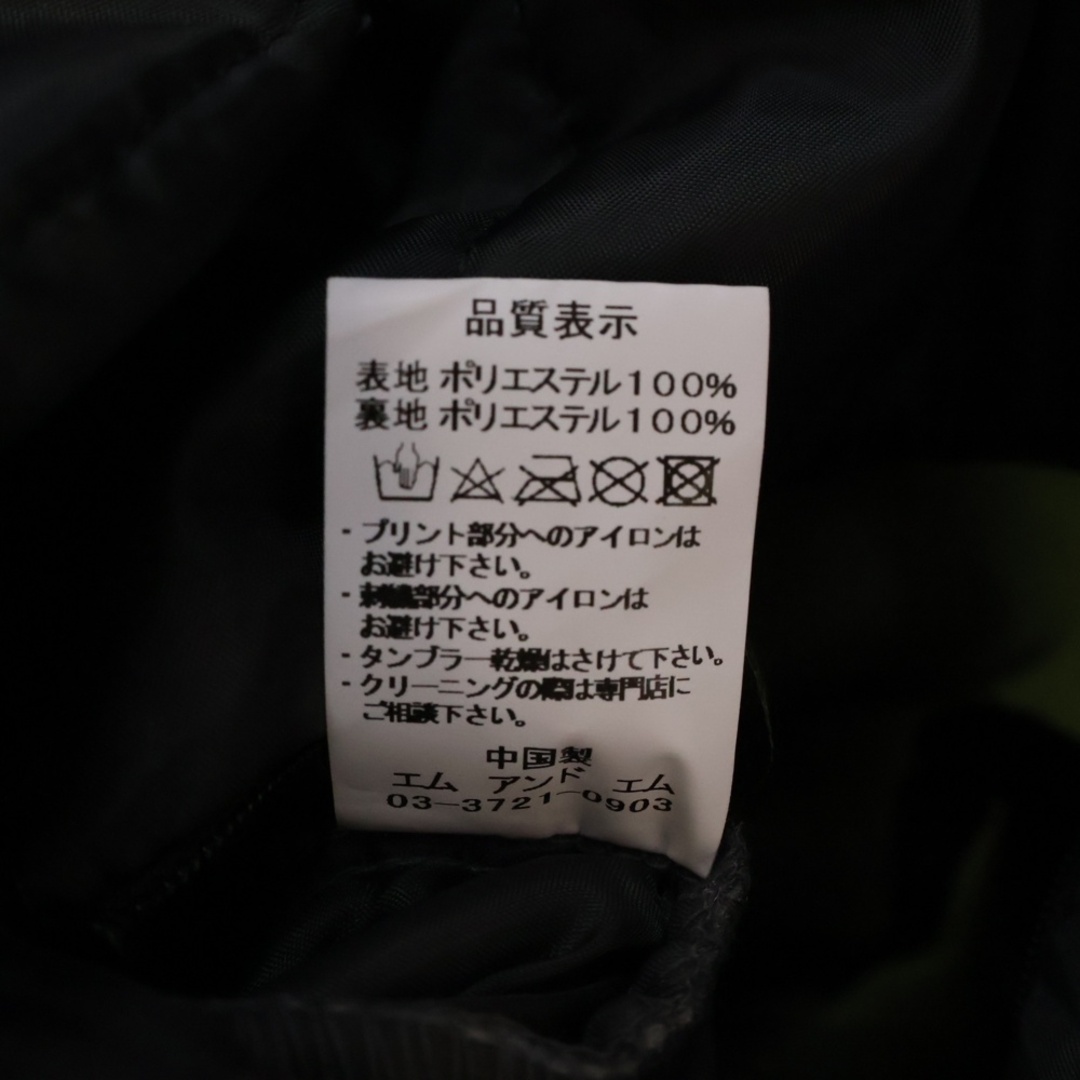 品質表示
表地 ポリエステル100%
裏地 ポリエステル100%
・プリント部分へのアイロンは
お避け下さい。
・刺繍部分へのアイロンは
お避け下さい。
・タンブラー乾燥はさけて下さい。
・クリーニングの際は専門店に
ご相談下さい。
中国製
エム アンド エム
03-3721-0903